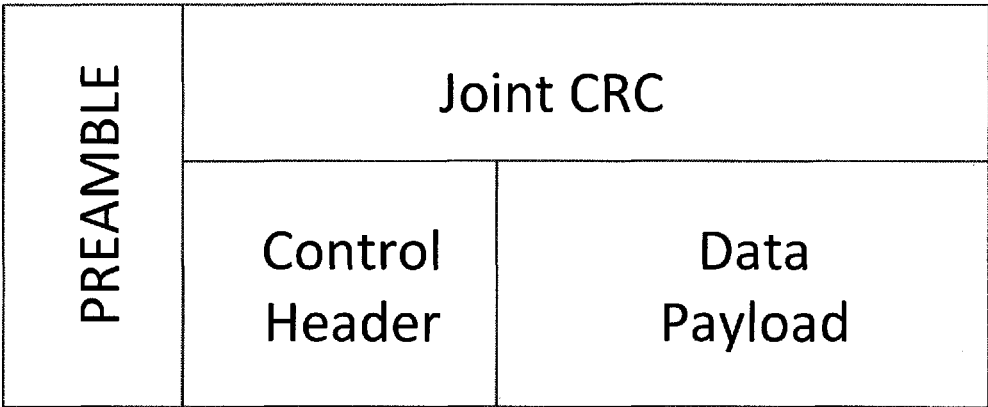 PREAMBLE
Joint CRC
Control
Header
Data
Payload